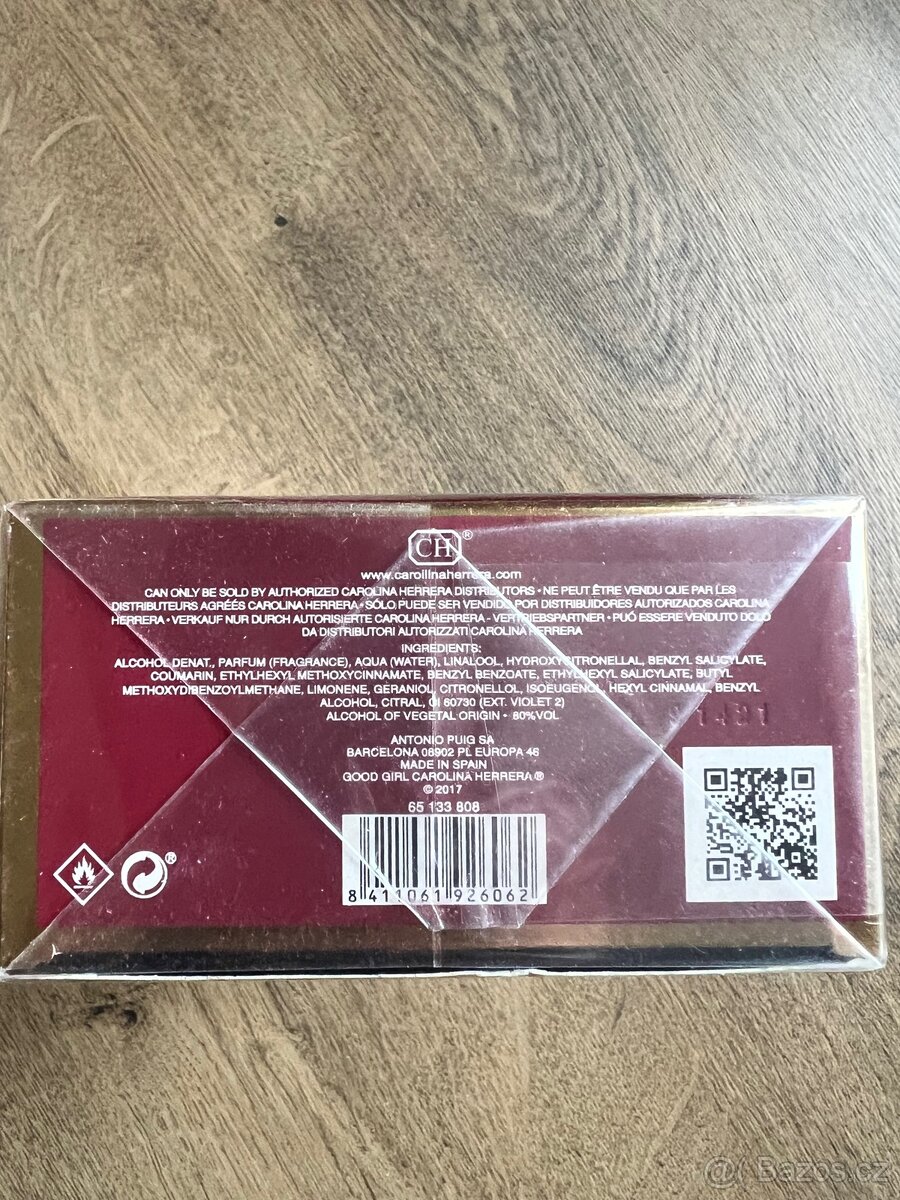 CH®
www.carolilnaherrera.com
CAN ONLY BE SOLD BY AUTHORIZED CAROLINA HERRERA DISTRIBUTORS • NE PEUT ÊTRE VENDU QUE PAR LES
DISTRIBUTEURS AGRÉÉS CAROLINA HERRERA • SÓLO PUEDE SER VENDIDO POR DISTRIBUIDORES AUTORIZADOS CAROLINA
HERRERA • VERKAUF NUR DURCH AUTORISIERTE CAROLINA HERRERA - VERTRIEBSPARTNER • PUÓ ESSERE VENDUTO DOLO
DA DISTRIBUTORI AUTORIZZATI CAROLINA HERRERA
INGREDIENTS:
ALCOHOL DENAT., PARFUM (FRAGRANCE), AQUA (WATER), LINALOOL, HYDROXYCITRONELLAL, BENZYL SALICYLATE,
COUMARIN, ETHYLHEXYL METHOXYCINNAMATE, BENZYL BENZOATE, ETHYLHEXYL SALICYLATE, BUTYL
METHOXYDIBENZOYLMETHANE, LIMONENE, GERANIOL, CITRONELLOL, ISOEUGENOL, HEXYL CINNAMAL, BENZYL
ALCOHOL, CITRAL, GI 60730 (EXT. VIOLET 2)
ALCOHOL OF VEGETAL ORIGIN - 80%VOL
ANTONIO PUIG SA
BARCELONA 08902 PL EUROPA 46
MADE IN SPAIN
GOOD GIRL CAROLINA HERRERA ®
© 2017
65 133 808
8 411061 926062
®
@( Bazos.cz